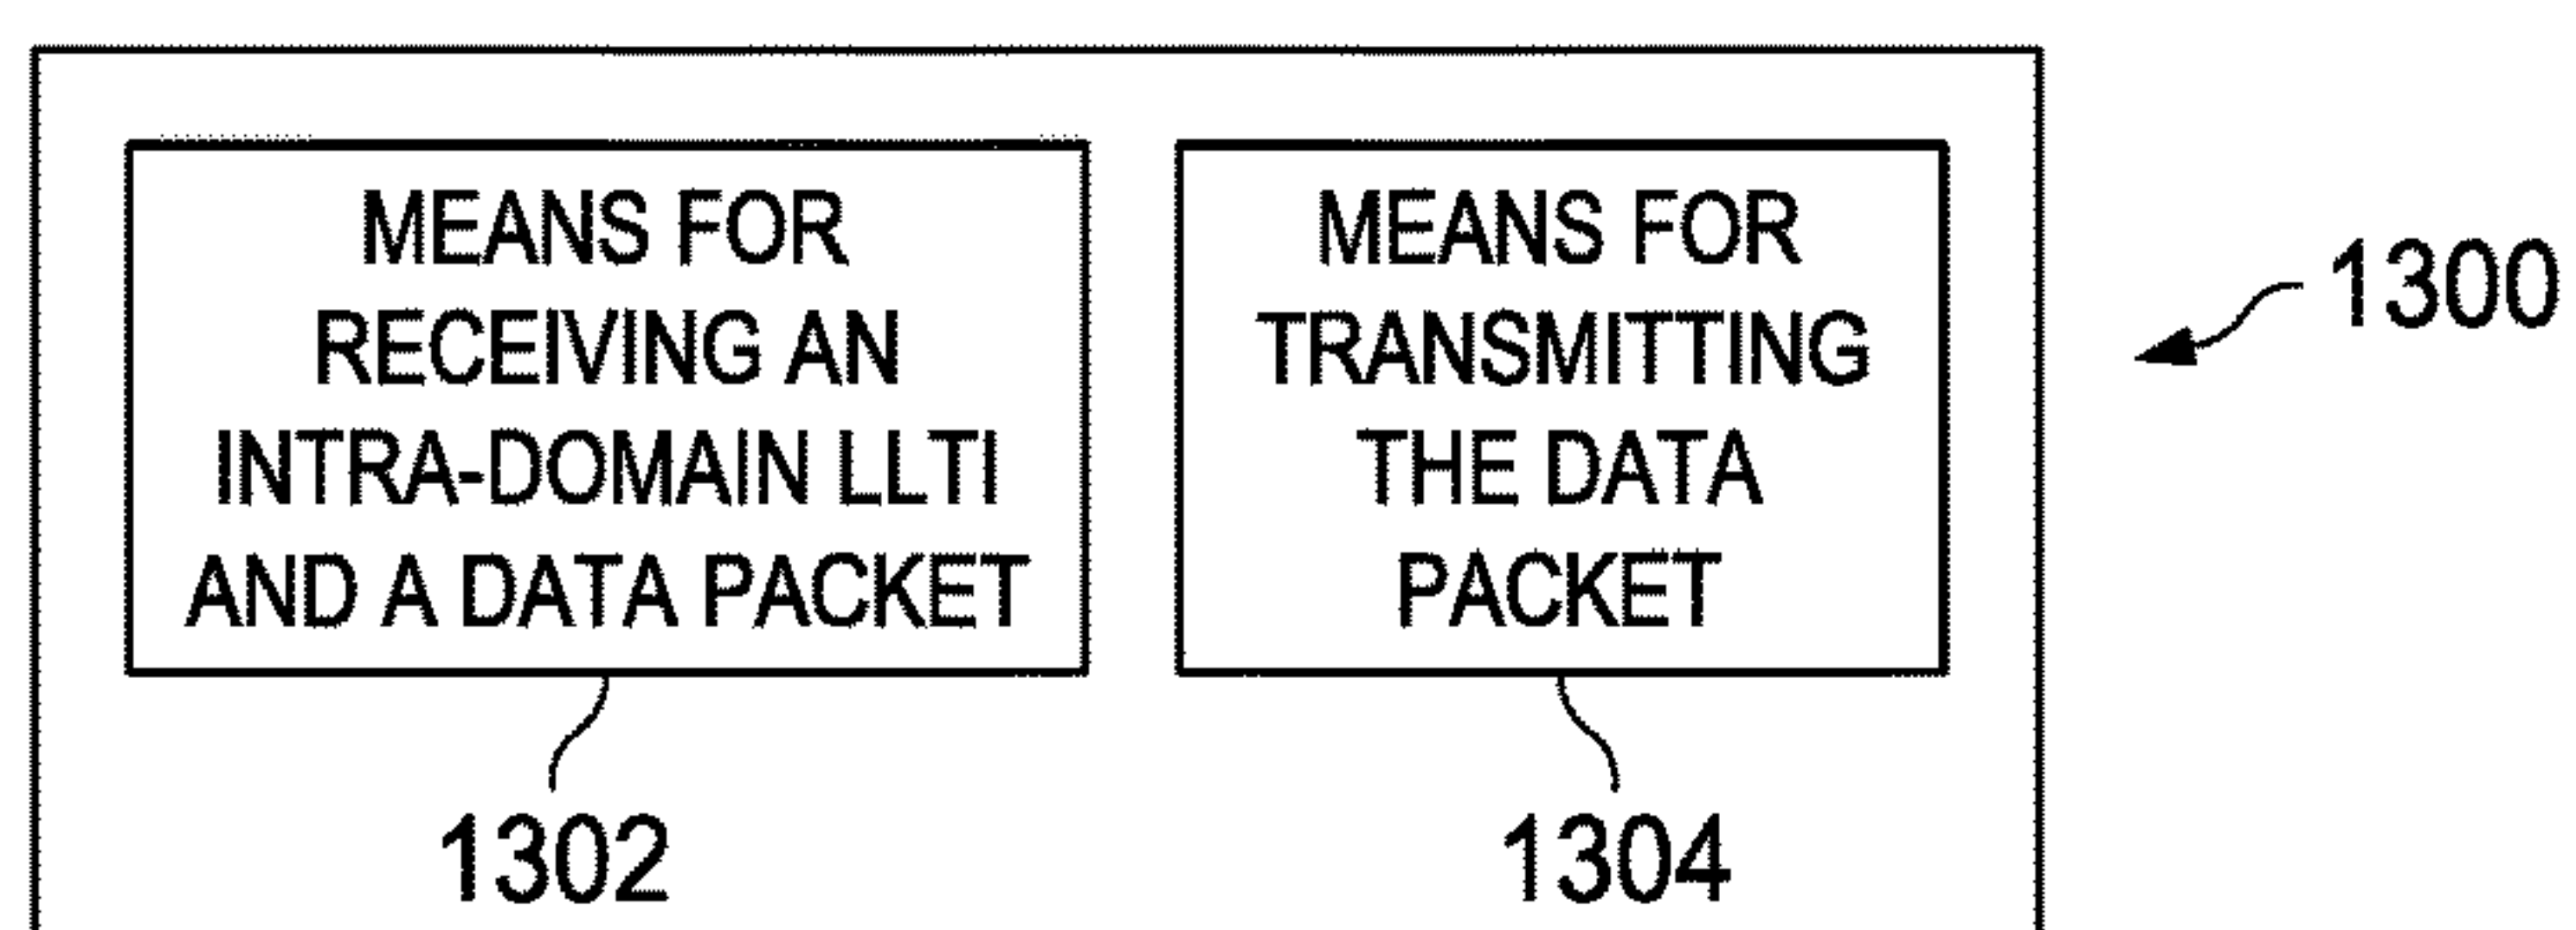 MEANS FOR
RECEIVING AN
INTRA-DOMAIN LLTI
AND A DATA PACKET
MEANS FOR
TRANSMITTING
THE DATA
PACKET
1300
1302
1304